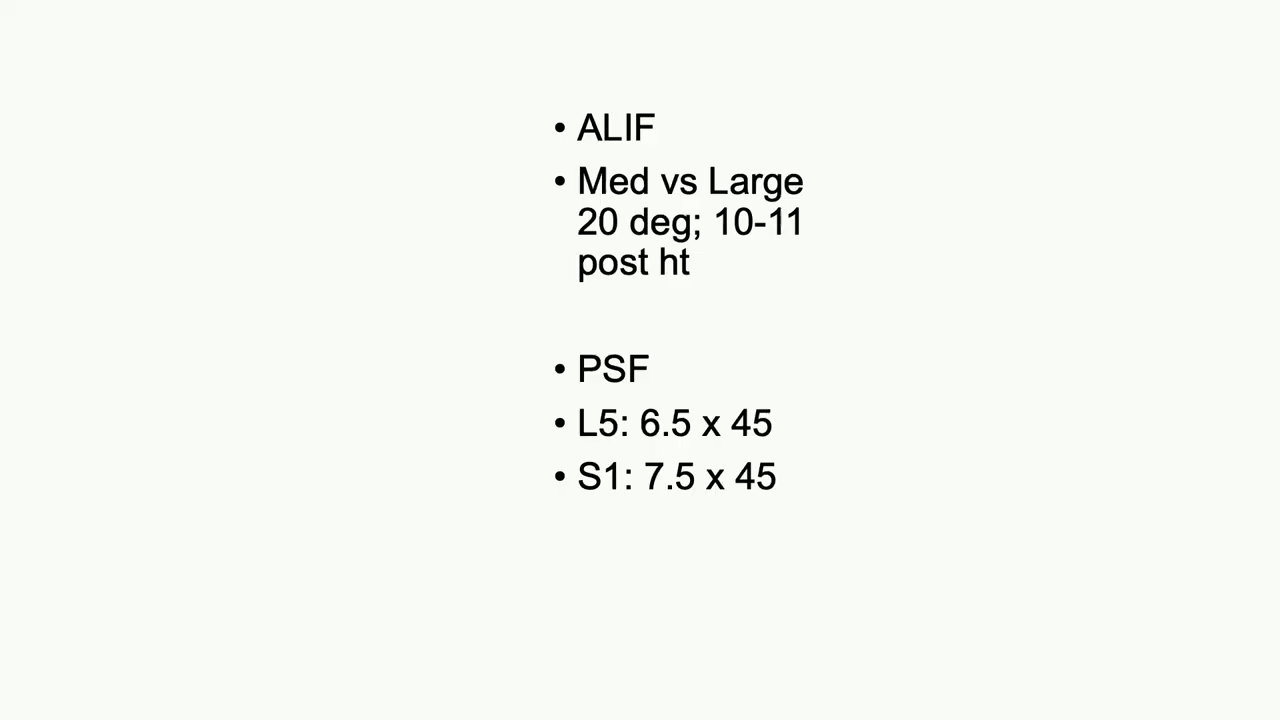 • ALIF
• Med vs Large
20 deg; 10-11
post ht
• PSF
• L5: 6.5 x 45
• S1: 7.5 x 45